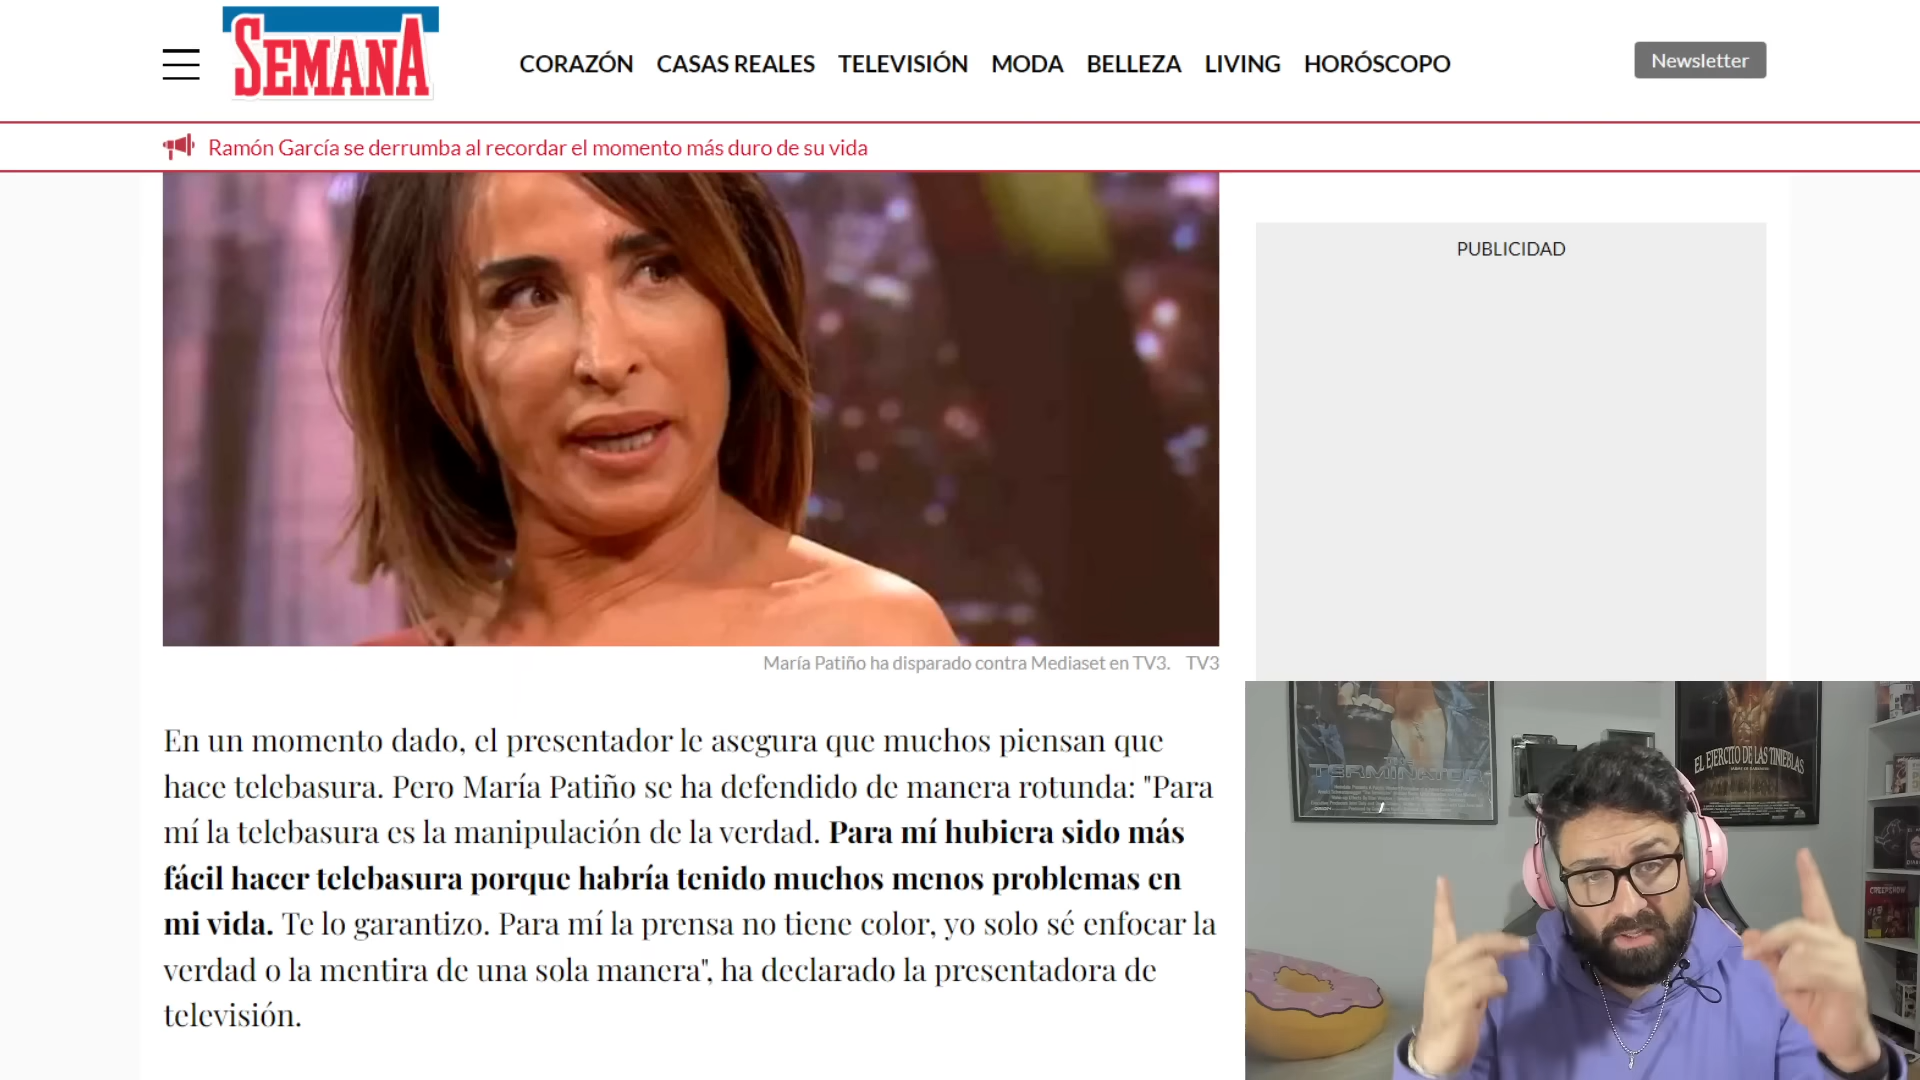 SEMANA
CORAZÓN CASAS REALES TELEVISIÓN MODA BELLEZA LIVING HORÓSCOPO
Newsletter
Ramón García se derrumba al recordar el momento más duro de su vida
PUBLICIDAD
María Patiño ha disparado contra Mediaset en TV3. TV3
En un momento dado, el presentador le asegura que muchos piensan que
hace telebasura. Pero María Patiño se ha defendido de manera rotunda: "Para
mí la telebasura es la manipulación de la verdad. Para mí hubiera sido más
fácil hacer telebasura porque habría tenido muchos menos problemas en
mi vida. Te lo garantizo. Para mí la prensa no tiene color, yo solo sé enfocar la
verdad o la mentira de una sola manera", ha declarado la presentadora de
televisión.
THE
TERMINATOR
EL EJERCITO DE LAS TINIEBLAS
CREEPSHOW